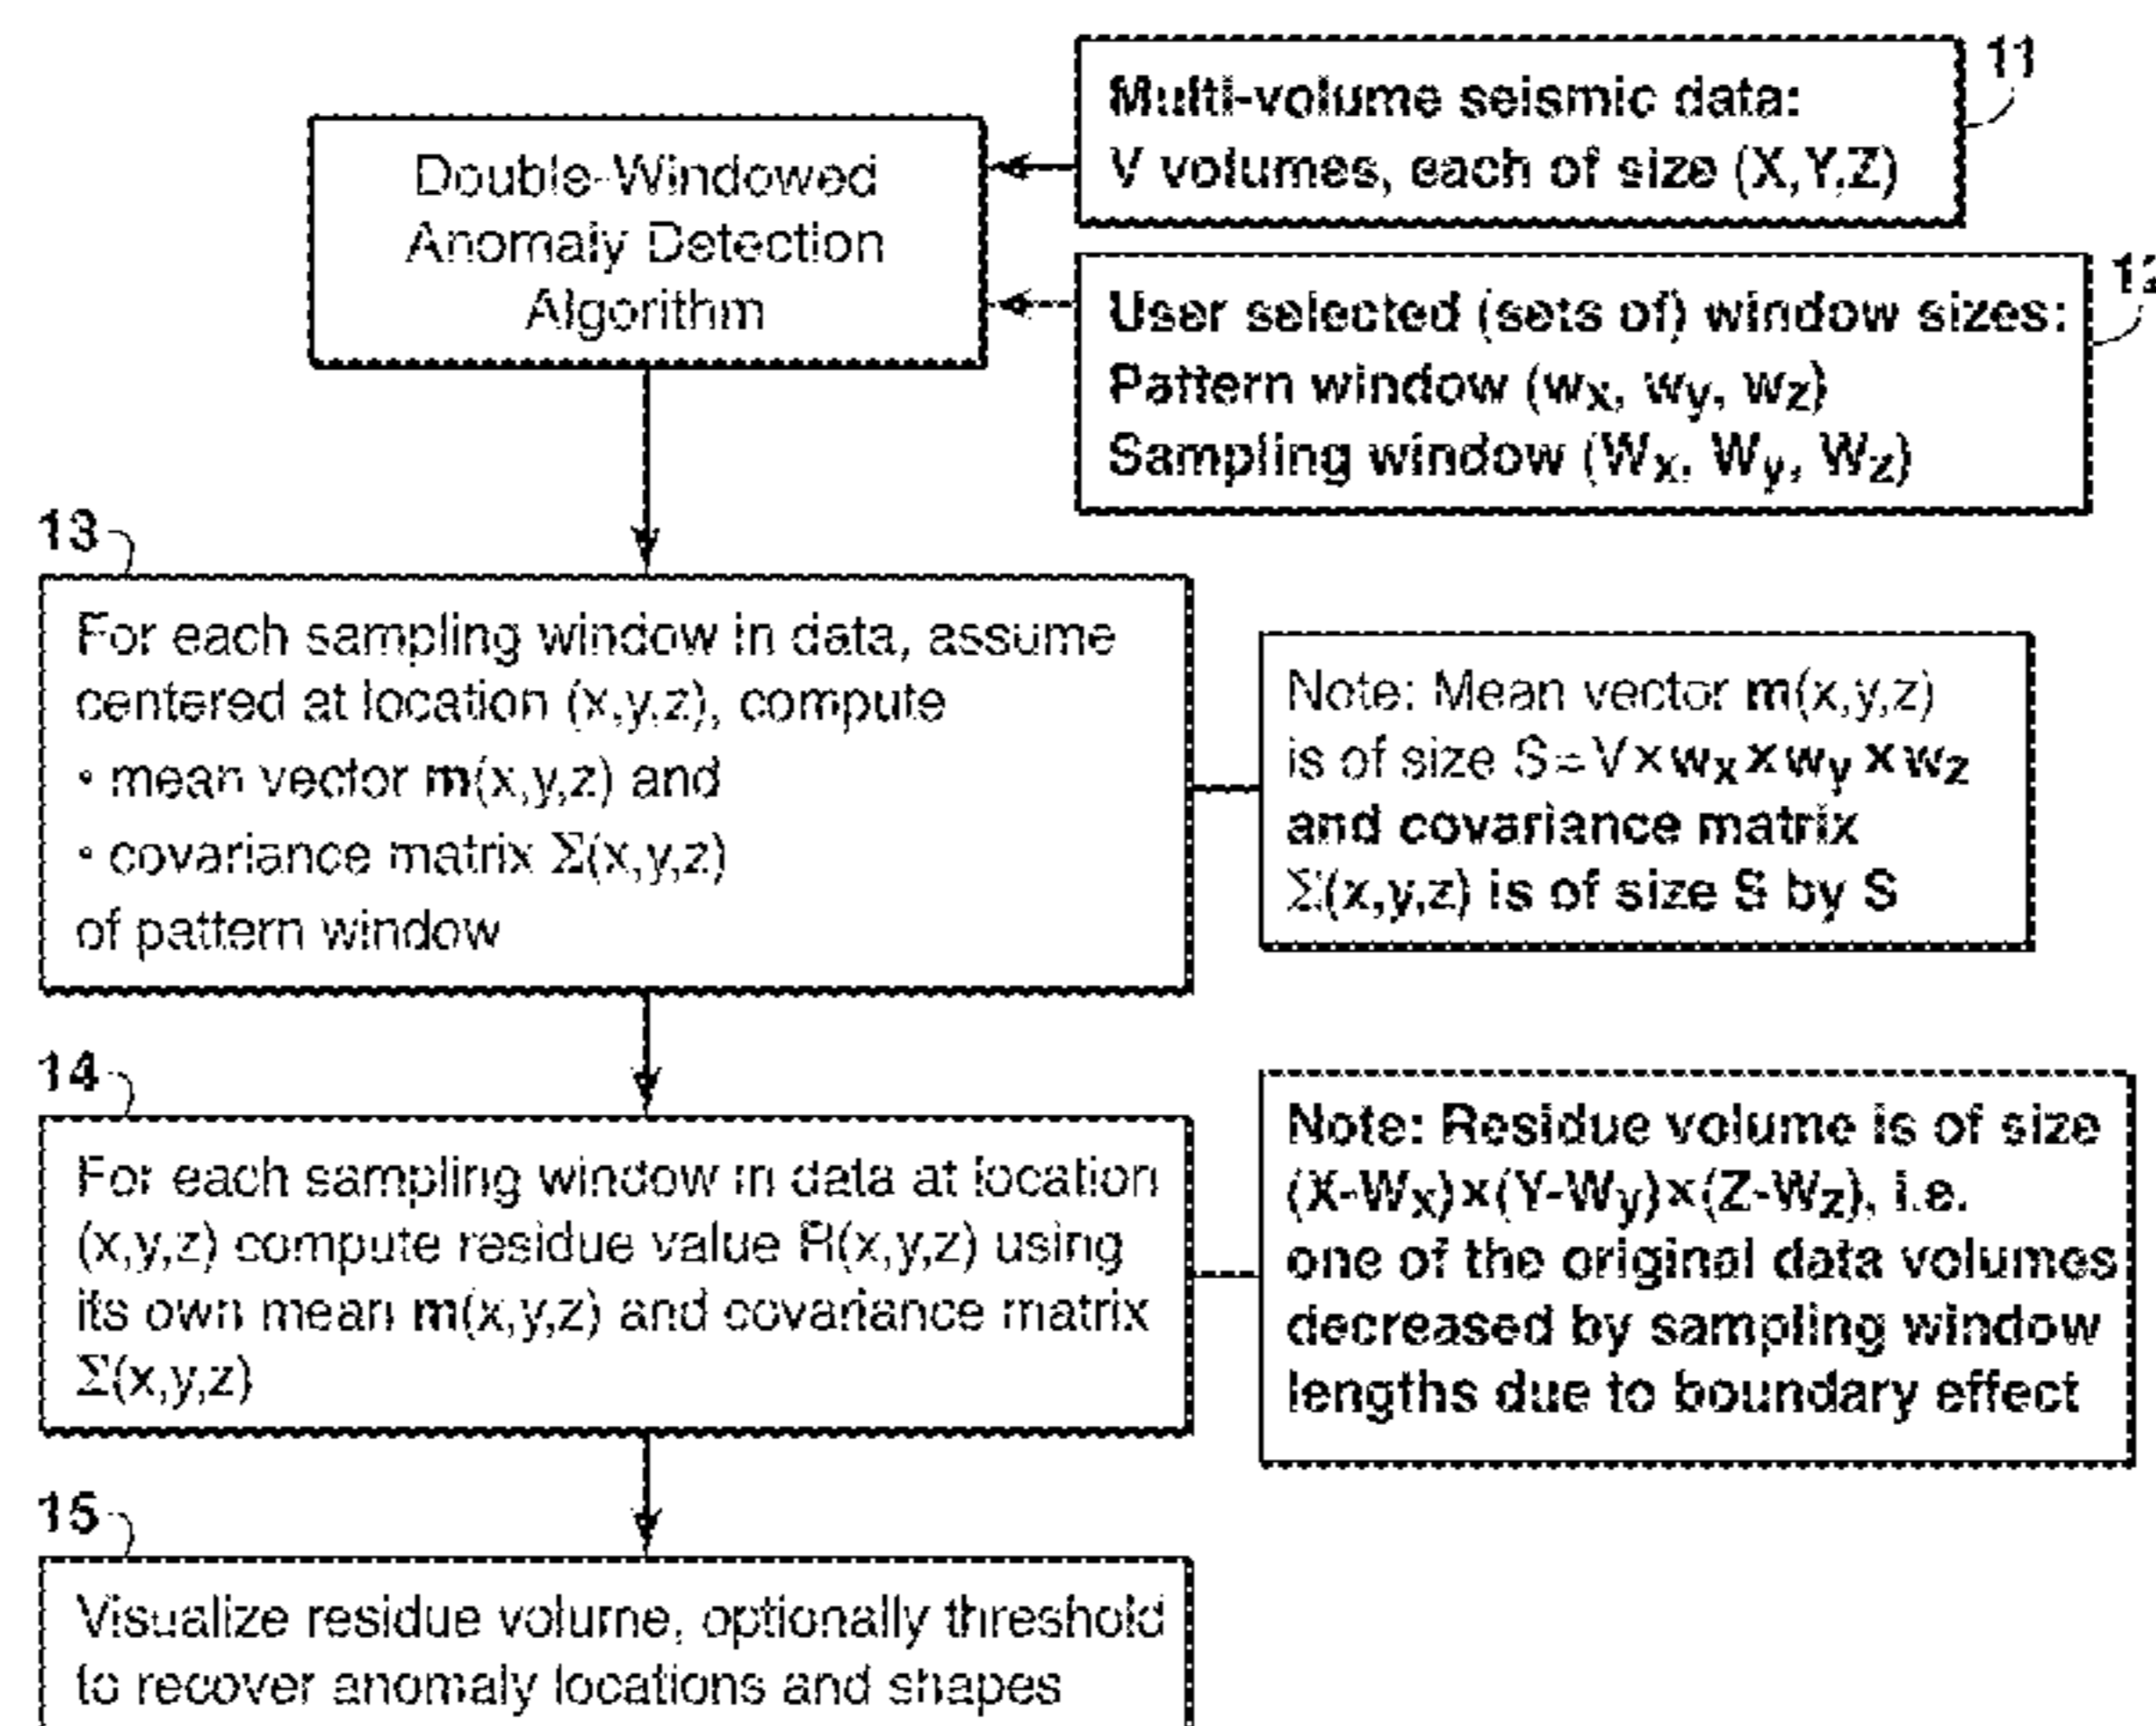 11
Multi-volume seismic data:
V volumes, each of size (X,Y,Z)
Double-Windowed
Anomaly Detection
Algorithm
12
User selected (sets of) window sizes:
Pattern window (wx, wy, wz)
Sampling window (Wx, Wy, Wz)
13
For each sampling window in data, assume
centered at location (x,y,z), compute
• mean vector m(x,y,z) and
• covariance matrix Σ(x,y,z)
of pattern window
Note: Mean vector m(x,y,z)
is of size S=V×wx×wy×wz
and covariance matrix
Σ(x,y,z) is of size S by S
14
For each sampling window in data at location
(x,y,z) compute residue value R(x,y,z) using
its own mean m(x,y,z) and covariance matrix
Σ(x,y,z)
Note: Residue volume is of size
(X-Wx)×(Y-Wy)×(Z-Wz), i.e.
one of the original data volumes
decreased by sampling window
lengths due to boundary effect
15
Visualize residue volume, optionally threshold
to recover anomaly locations and shapes